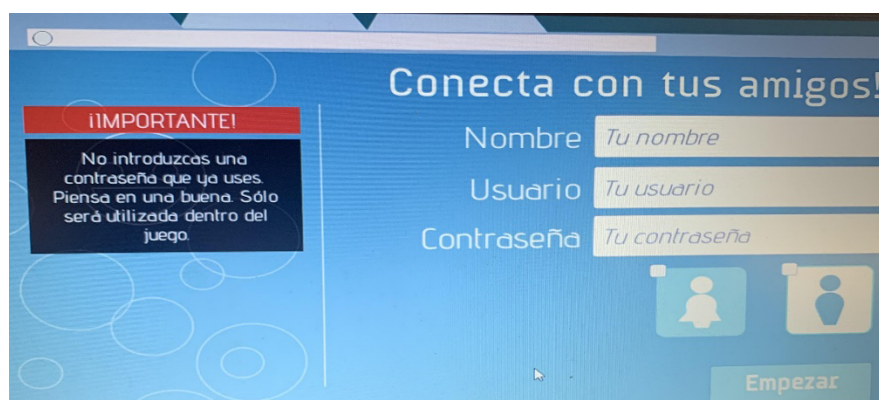 Conecta con tus amigos!
¡IMPORTANTE!
No introduzcas una
contraseña que ya uses.
Piensa en una buena. Sólo
será utilizada dentro del
juego.
Nombre Tu nombre
Usuario Tu usuario
Contraseña Tu contraseña
Empezar